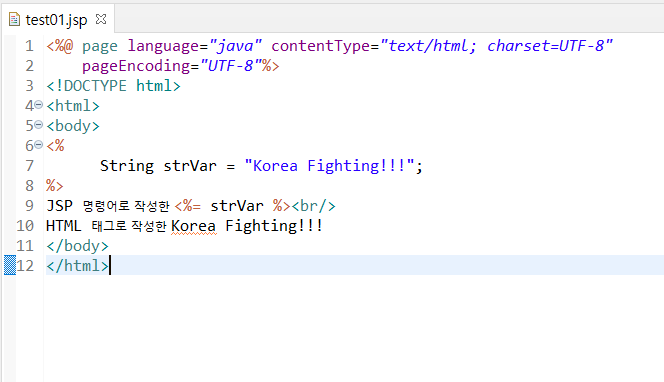 test01.jsp
1 <%@ page language="java" contentType="text/html; charset=UTF-8"
2     pageEncoding="UTF-8"%>
3 <!DOCTYPE html>
4 <html>
5 <body>
6 <%
7       String strVar = "Korea Fighting!!!";
8 %>
9 JSP 명령어로 작성한 <%= strVar %><br/>
10 HTML 태그로 작성한 Korea Fighting!!!
11 </body>
12 </html>